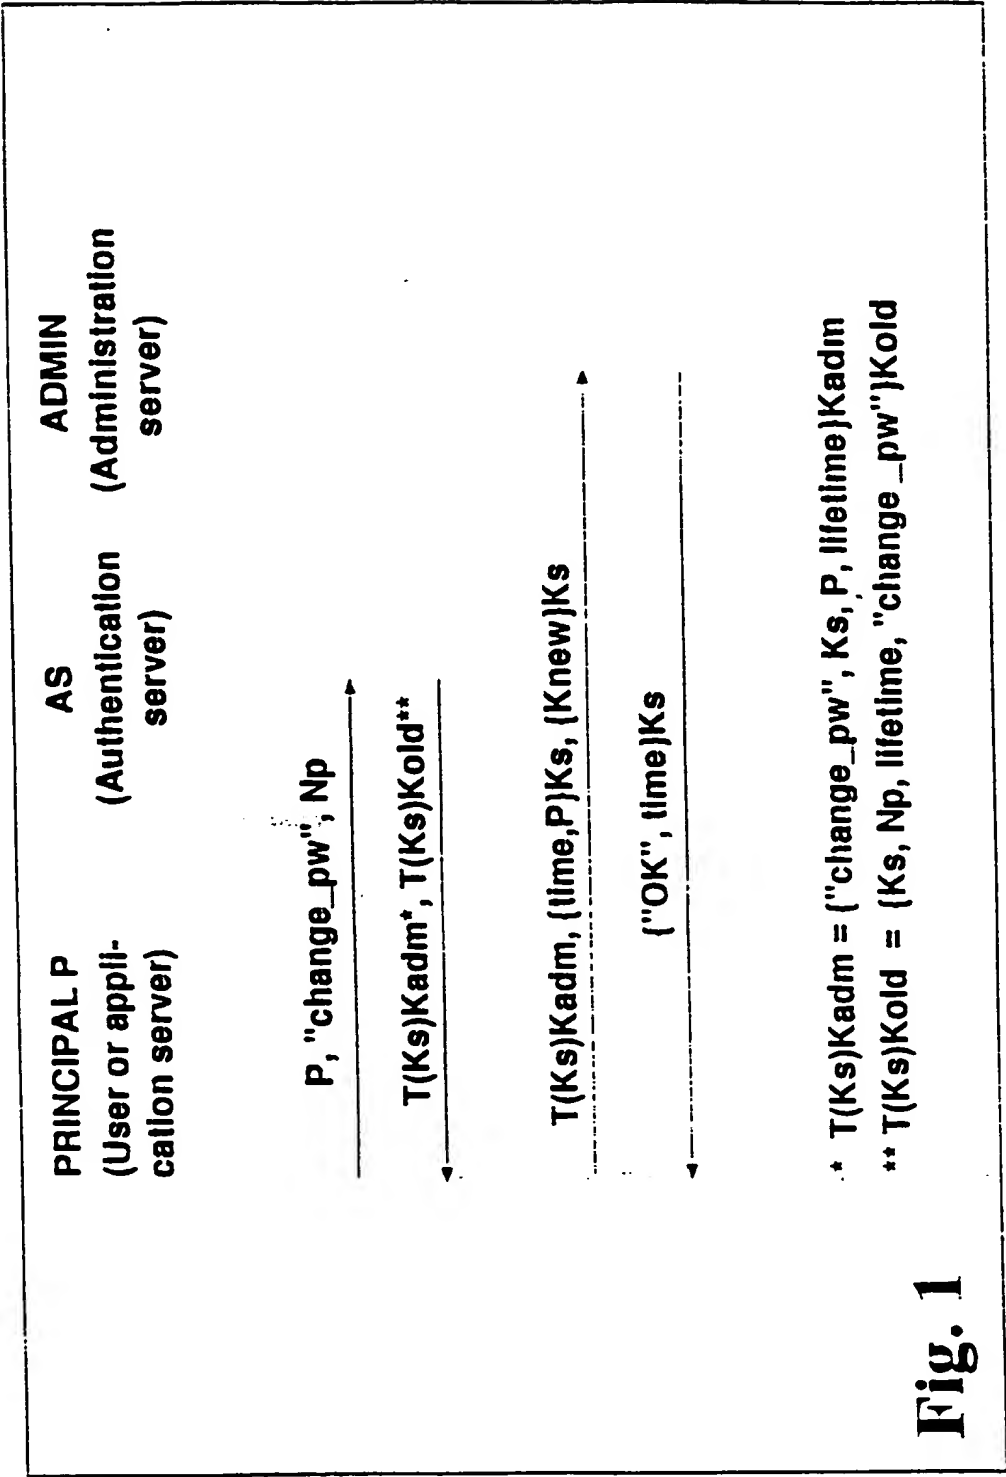 PRINCIPAL P
(User or appli-
cation server)
AS
(Authentication
server)
ADMIN
(Administration
server)
P, "change_pw", Np
T(Ks)Kadm*, T(Ks)Kold**
T(Ks)Kadm, {time,P}Ks, {Knew}Ks
{"OK", time}Ks
* T(Ks)Kadm = {"change_pw", Ks, P, lifetime}Kadm
** T(Ks)Kold = {Ks, Np, lifetime, "change_pw"}Kold
Fig. 1